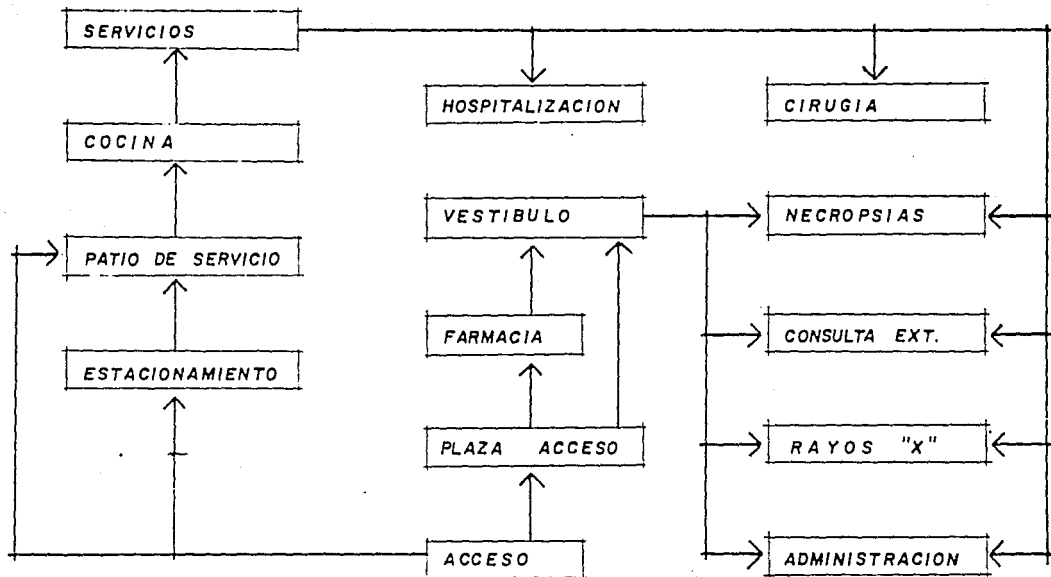 SERVICIOS
HOSPITALIZACION
CIRUGIA
COCINA
VESTIBULO
NECROPSIAS
PATIO DE SERVICIO
FARMACIA
CONSULTA EXT.
ESTACIONAMIENTO
PLAZA ACCESO
RAYOS "X"
ACCESO
ADMINISTRACION